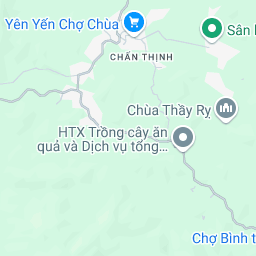 Yên Yến Chợ Chùa
Sân
CHẤN THỊNH
Chùa Thầy Rỵ
HTX Trồng cây ăn
quả và Dịch vụ tổng...
Chợ Bình